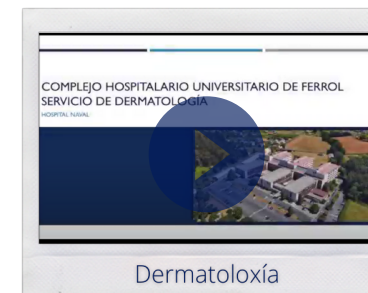 COMPLEJO HOSPITALARIO UNIVERSITARIO DE FERROL
SERVICIO DE DERMATOLOGÍA
HOSPITAL NAVAL
Dermatoloxía